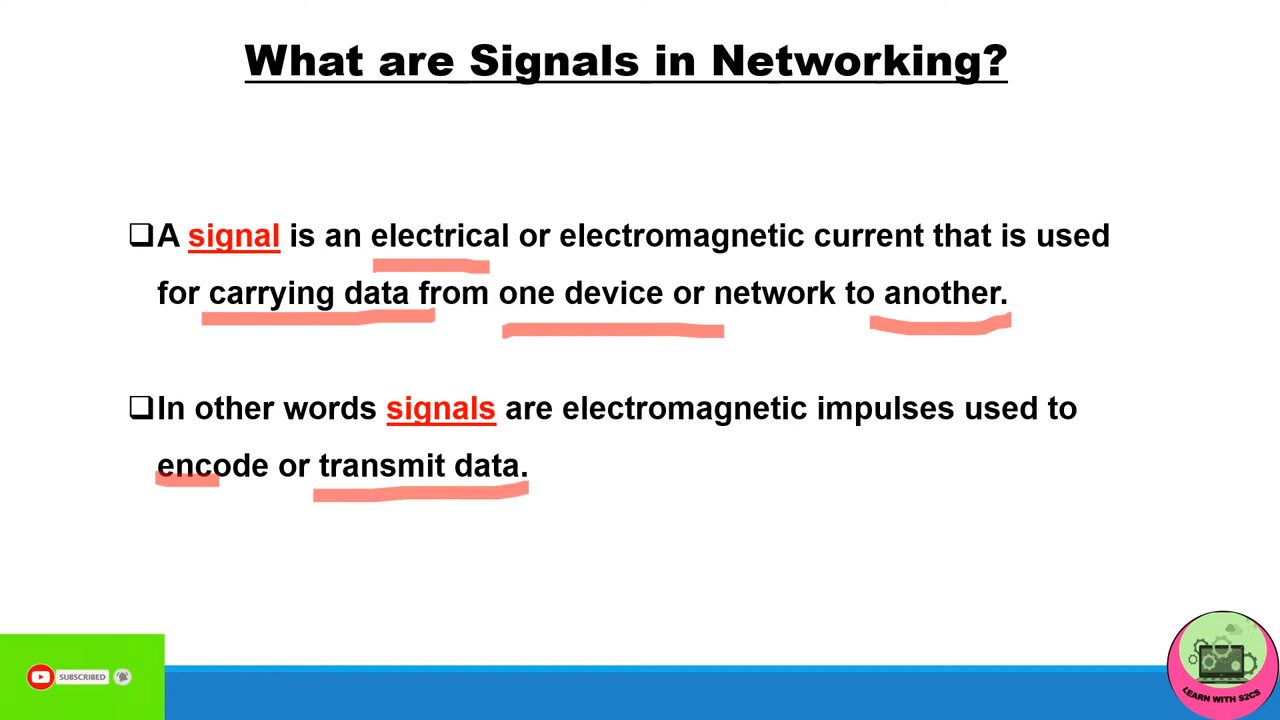 What are Signals in Networking?
❑A signal is an electrical or electromagnetic current that is used
for carrying data from one device or network to another.
❑In other words signals are electromagnetic impulses used to
encode or transmit data.
SUBSCRIBED
LEARN WITH S2CS